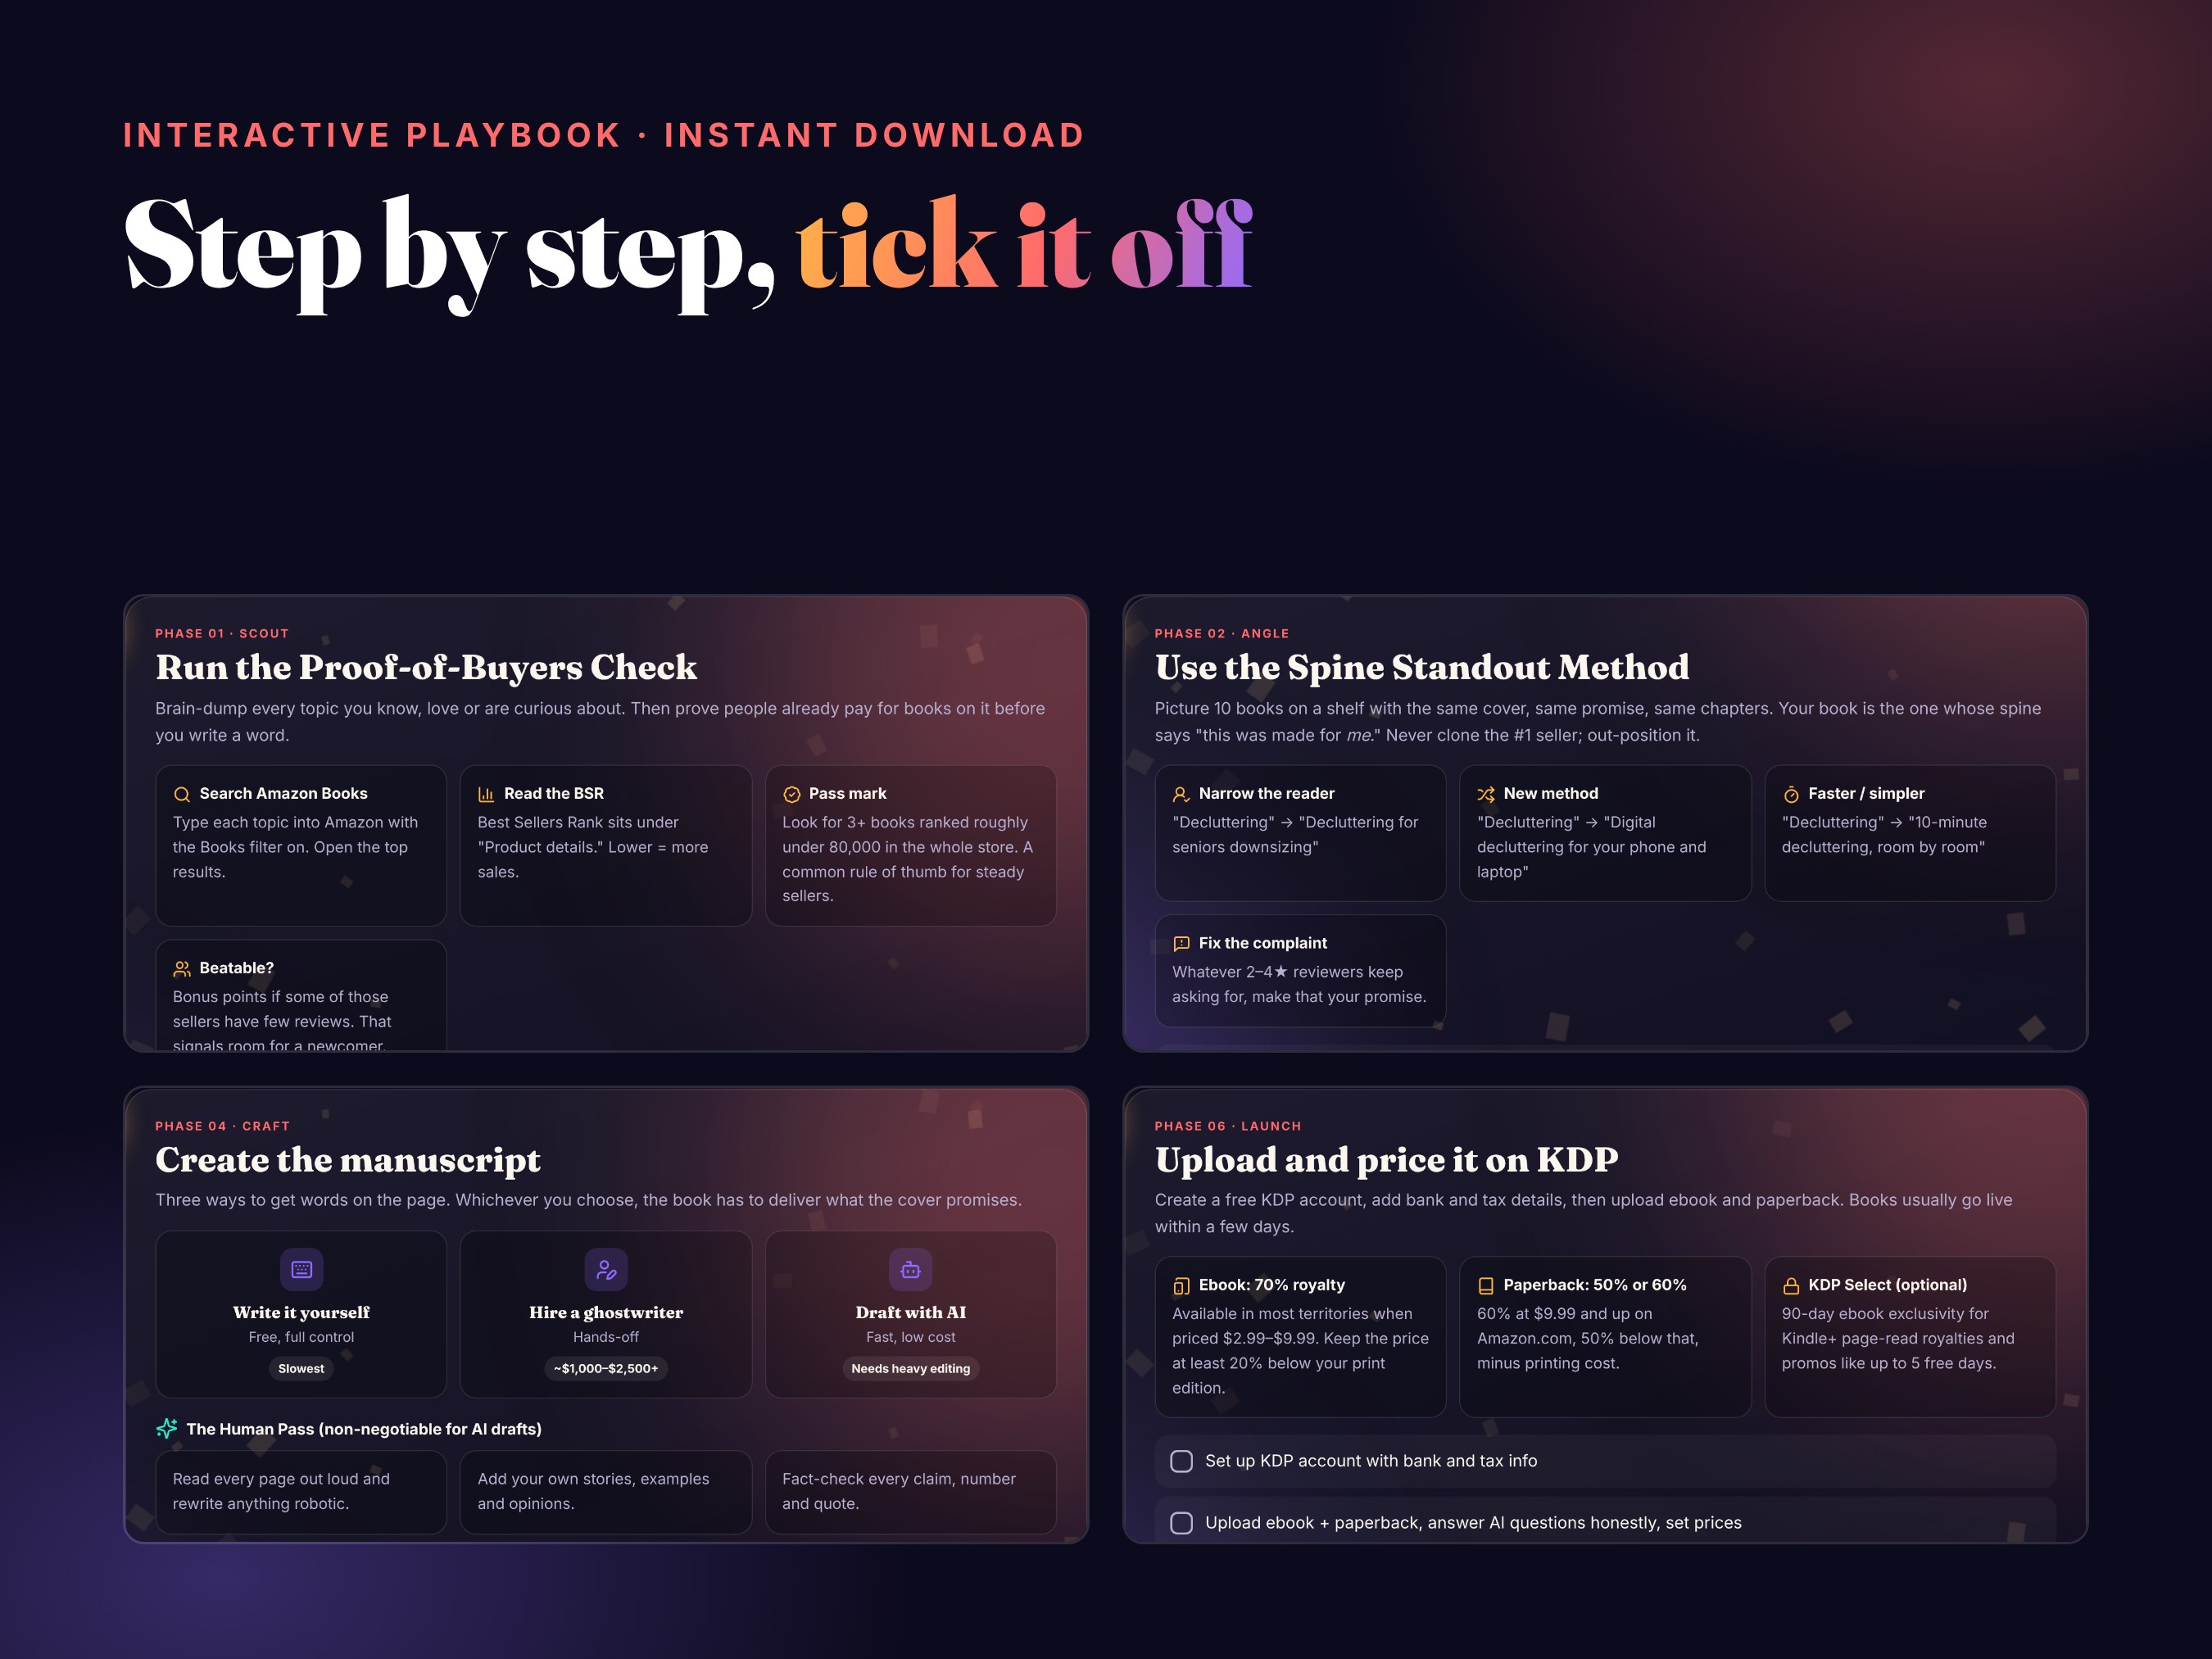 INTERACTIVE PLAYBOOK · INSTANT DOWNLOAD
Step by step, tick it off
PHASE 01 · SCOUT
Run the Proof-of-Buyers Check
Brain-dump every topic you know, love or are curious about. Then prove people already pay for books on it before
you write a word.
Search Amazon Books
Type each topic into Amazon with
the Books filter on. Open the top
results.
Read the BSR
Best Sellers Rank sits under
"Product details." Lower = more
sales.
Pass mark
Look for 3+ books ranked roughly
under 80,000 in the whole store. A
common rule of thumb for steady
sellers.
Beatable?
Bonus points if some of those
sellers have few reviews. That
signals room for a newcomer.
PHASE 02 · ANGLE
Use the Spine Standout Method
Picture 10 books on a shelf with the same cover, same promise, same chapters. Your book is the one whose spine
says "this was made for me." Never clone the #1 seller; out-position it.
Narrow the reader
"Decluttering" → "Decluttering for
seniors downsizing"
New method
"Decluttering" → "Digital
decluttering for your phone and
laptop"
Faster / simpler
"Decluttering" → "10-minute
decluttering, room by room"
Fix the complaint
Whatever 2–4★ reviewers keep
asking for, make that your promise.
PHASE 04 · CRAFT
Create the manuscript
Three ways to get words on the page. Whichever you choose, the book has to deliver what the cover promises.
Write it yourself
Free, full control
Slowest
Hire a ghostwriter
Hands-off
~$1,000–$2,500+
Draft with AI
Fast, low cost
Needs heavy editing
The Human Pass (non-negotiable for AI drafts)
Read every page out loud and
rewrite anything robotic.
Add your own stories, examples
and opinions.
Fact-check every claim, number
and quote.
PHASE 06 · LAUNCH
Upload and price it on KDP
Create a free KDP account, add bank and tax details, then upload ebook and paperback. Books usually go live
within a few days.
Ebook: 70% royalty
Available in most territories when
priced $2.99–$9.99. Keep the price
at least 20% below your print
edition.
Paperback: 50% or 60%
60% at $9.99 and up on
Amazon.com, 50% below that,
minus printing cost.
KDP Select (optional)
90-day ebook exclusivity for
Kindle+ page-read royalties and
promos like up to 5 free days.
Set up KDP account with bank and tax info
Upload ebook + paperback, answer AI questions honestly, set prices